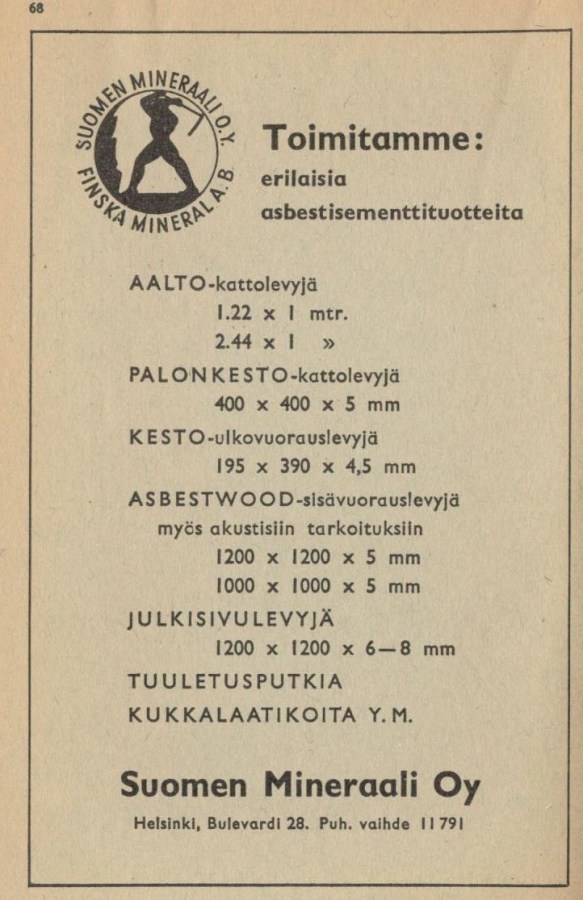 68
SUOMEN MINERAALI O.Y.
FINSKA MINERAL A.B.
Toimitamme:
erilaisia
asbestisementtituotteita
AALTO-kattolevyjä
1.22 x 1 mtr.
2.44 x 1 »
PALONKESTO-kattolevyjä
400 x 400 x 5 mm
KESTO-ulkovuorauslevyjä
195 x 390 x 4,5 mm
ASBESTWOOD-sisävuorauslevyjä
myös akustisiin tarkoituksiin
1200 x 1200 x 5 mm
1000 x 1000 x 5 mm
JULKISIVULEVYJÄ
1200 x 1200 x 6—8 mm
TUULETUSPUTKIA
KUKKALAATIKOITA Y. M.
Suomen Mineraali Oy
Helsinki, Bulevardi 28. Puh. vaihde 11 791